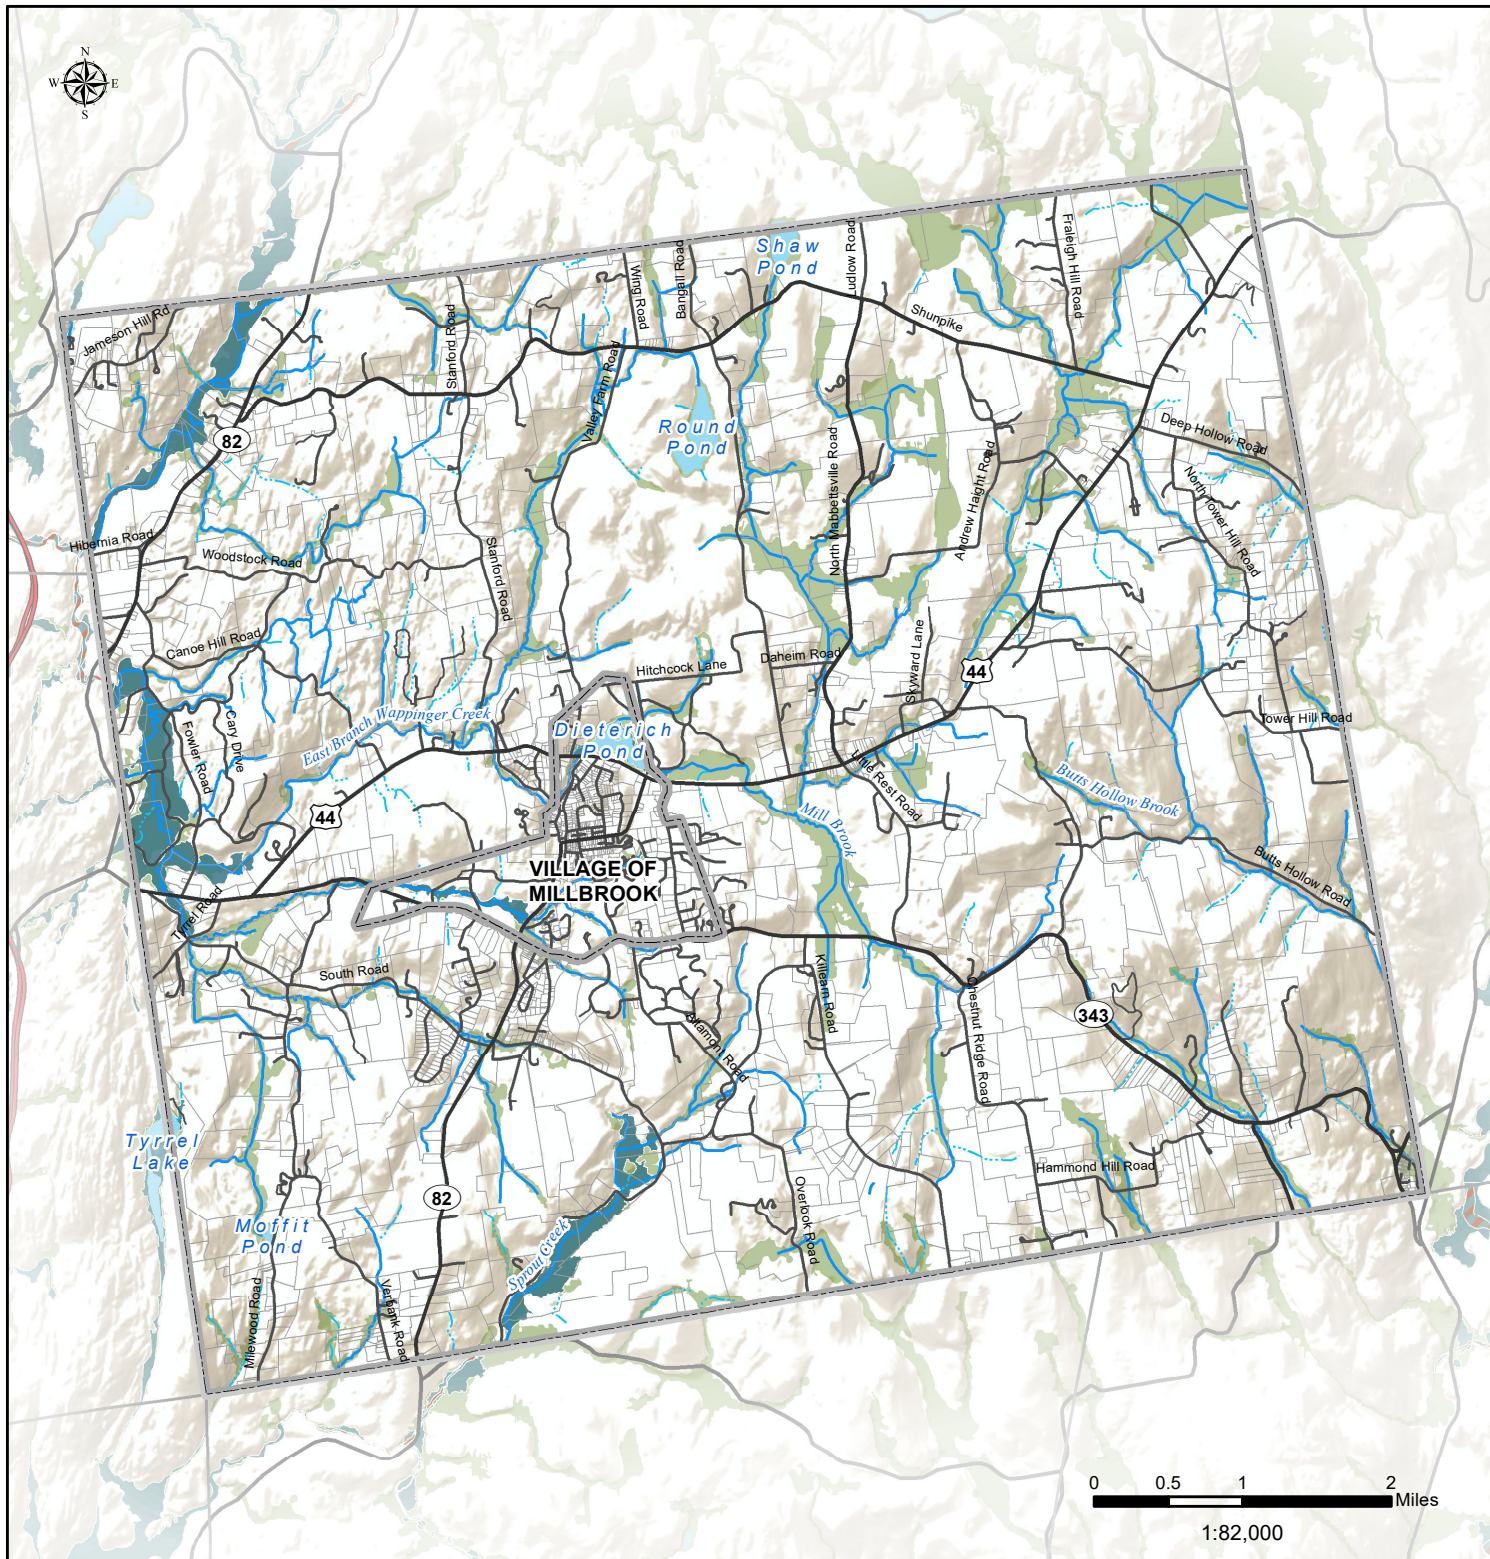 N
W E
S
Shaw
Pond
Ludlow Road
Fraleigh Hill Road
Wing Road
Bangall Road
Shunpike
Jameson Hill Rd
Stanford Road
Valley Farm Road
Round
Pond
82
Deep Hollow Road
North Mabbettsville Road
Andrew Haight Road
North Tower Hill Road
Hibernia Road
Woodstock Road
Stanford Road
Canoe Hill Road
Hitchcock Lane
Daheim Road
Skyward Lane
44
Tower Hill Road
Fowler Road
Cary Drive
East Branch Wappinger Creek
Dieterich
Pond
Little Rest Road
Butts Hollow Brook
44
Mill Brook
VILLAGE OF
MILLBROOK
Butts Hollow Road
Tyrrel Road
South Road
Killearn Road
Chestnut Ridge Road
343
Altamont Road
Tyrrel
Lake
Hammond Hill Road
82
Overlook Road
Moffit
Pond
Sprout Creek
Milewood Road
Verbank Road
0 0.5 1 2
Miles
1:82,000